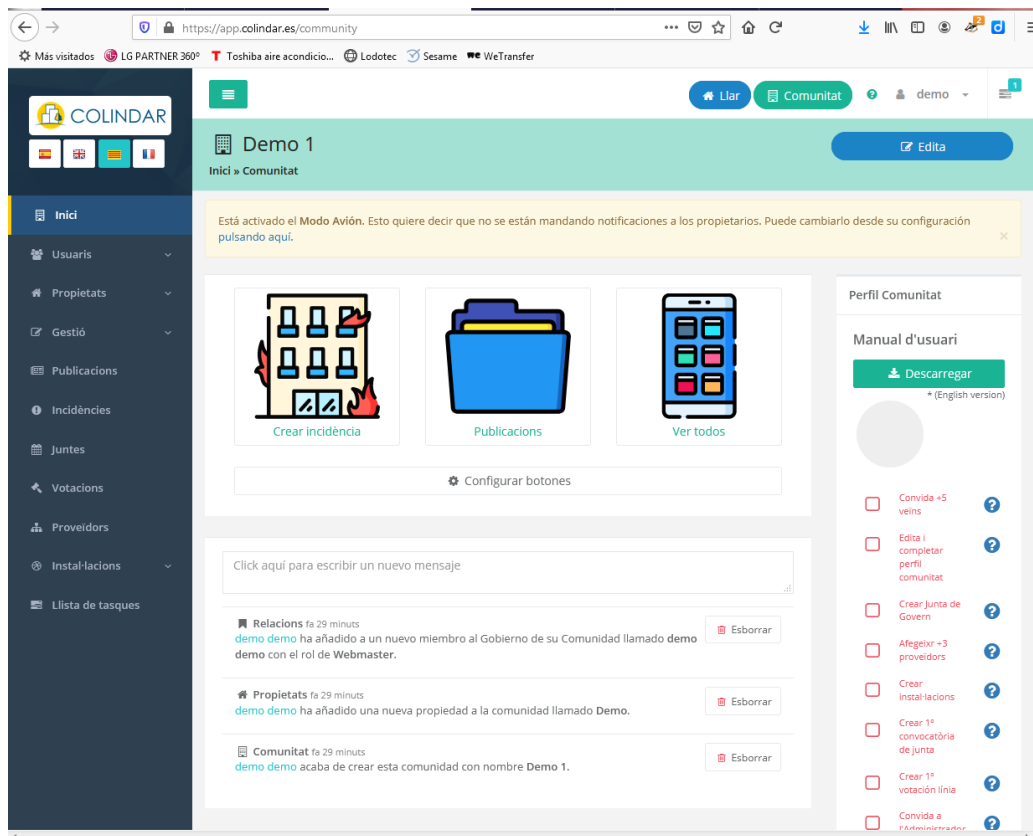 https://app.colindar.es/community
Más visitados LG PARTNER 360º Toshiba aire acondicio... Lodotec Sesame we WeTransfer
COLINDAR
Llar Comunitat demo 1
Demo 1
Edita
Inici » Comunitat
Inici
Usuaris
Propietats
Gestió
Publicacions
Incidències
Juntes
Votacions
Proveïdors
Instal·lacions
Llista de tasques
Está activado el Modo Avión. Esto quiere decir que no se están mandando notificaciones a los propietarios. Puede cambiarlo desde su configuración
pulsando aquí.
Crear incidència
Publicacions
Ver todos
Configurar botones
Click aquí para escribir un nuevo mensaje
Relacions fa 29 minuts
demo demo ha añadido a un nuevo miembro al Gobierno de su Comunidad llamado demo
demo con el rol de Webmaster.
Esborrar
Propietats fa 29 minuts
demo demo ha añadido una nueva propiedad a la comunidad llamado Demo.
Esborrar
Comunitat fa 29 minuts
demo demo acaba de crear esta comunidad con nombre Demo 1.
Esborrar
Perfil Comunitat
Manual d'usuari
Descarregar
* (English version)
Convida +5
veïns
Edita i
completar
perfil
comunitat
Crear Junta de
Govern
Afegeixr +3
proveïdors
Crear
instal·lacions
Crear 1º
convocatòria
de junta
Crear 1º
votación línia
Convida a
l'Administrador